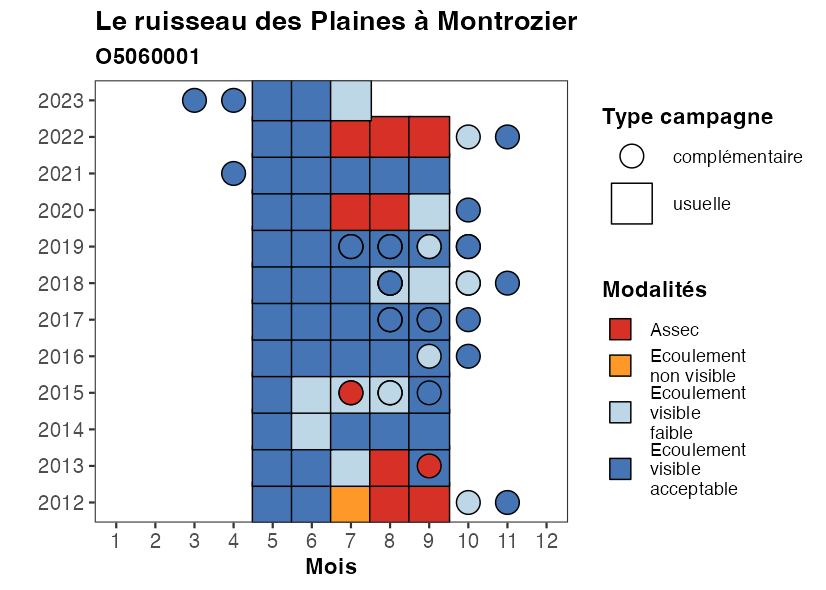 Le ruisseau des Plaines à Montrozier
O5060001
2023
2022
2021
2020
2019
2018
2017
2016
2015
2014
2013
2012
1 2 3 4 5 6 7 8 9 10 11 12
Mois
Type campagne
complémentaire
usuelle
Modalités
Assec
Ecoulement
non visible
Ecoulement
visible
faible
Ecoulement
visible
acceptable